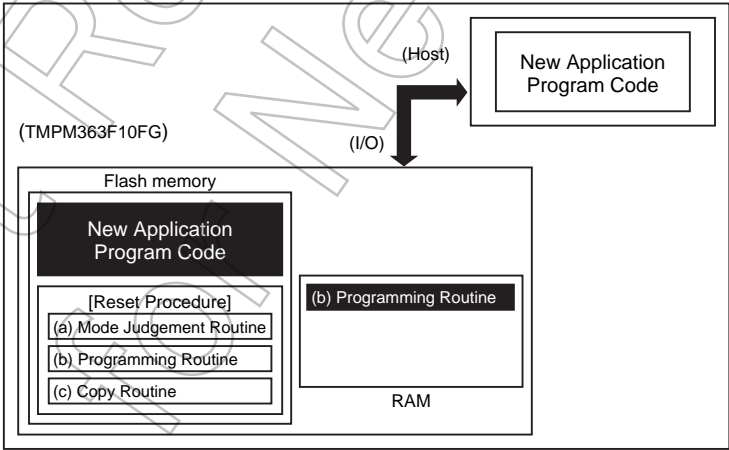 (Host)
New Application
Program Code
(TMPM363F10FG)
(I/O)
Flash memory
New Application
Program Code
[Reset Procedure]
(a) Mode Judgement Routine
(b) Programming Routine
(c) Copy Routine
(b) Programming Routine
RAM